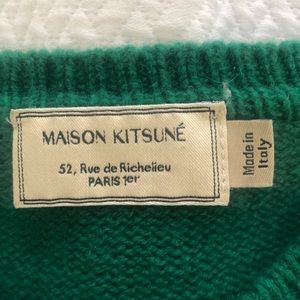 MAISON KITSUNÉ
52, Rue de Richelieu
PARIS 1er
Made in
Italy